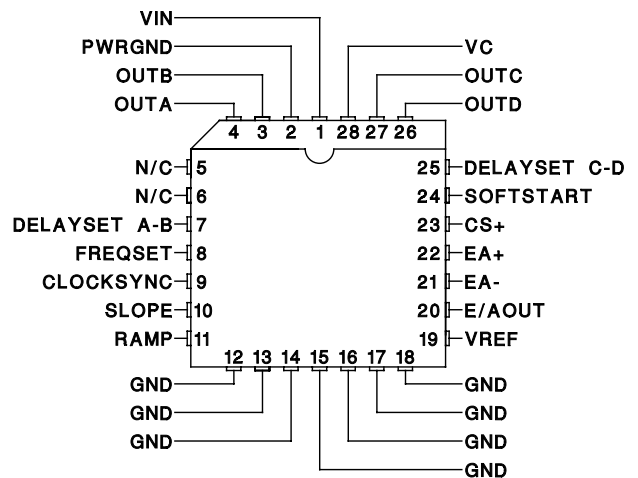 VIN
PWRGND VC
OUTB OUTC
OUTA OUTD
4 3 2 1 28 27 26
N/C 5 25 DELAYSET C-D
N/C 6 24 SOFTSTART
DELAYSET A-B 7 23 CS+
FREQSET 8 22 EA+
CLOCKSYNC 9 21 EA-
SLOPE 10 20 E/AOUT
RAMP 11 19 VREF
12 13 14 15 16 17 18
GND GND
GND GND
GND GND
GND